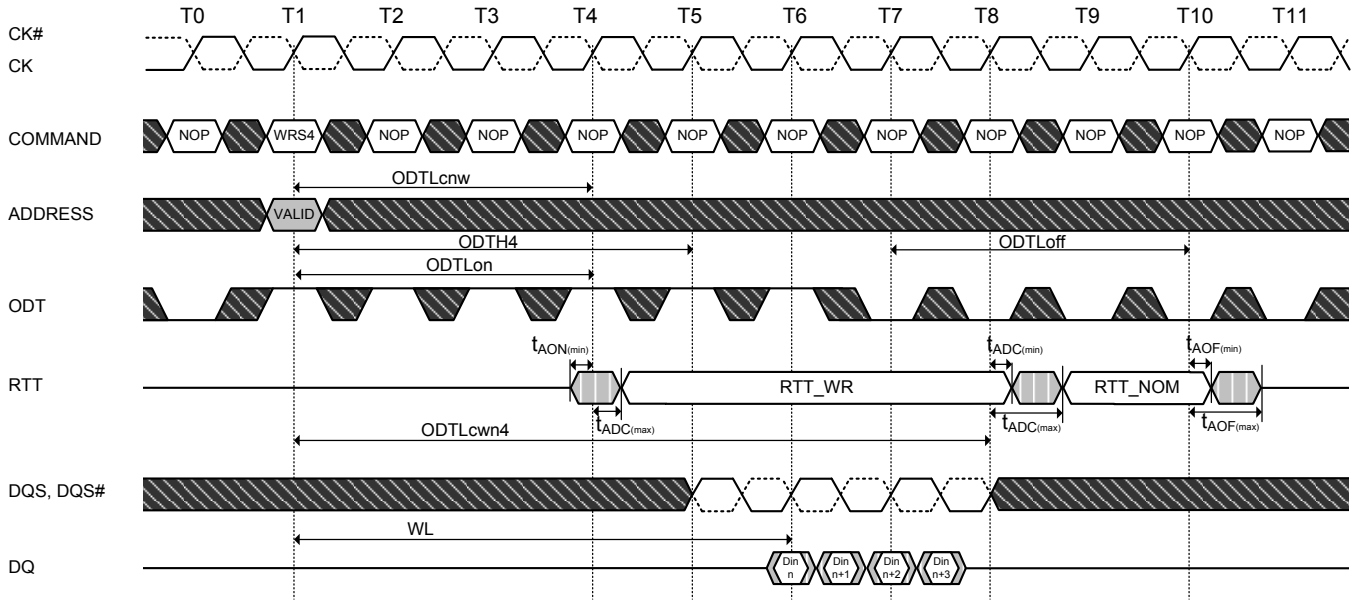 T0 T1 T2 T3 T4 T5 T6 T7 T8 T9 T10 T11
CK#
CK
COMMAND NOP WRS4 NOP NOP NOP NOP NOP NOP NOP NOP NOP NOP
ODTLcnw
ADDRESS VALID
ODTH4 ODTLoff
ODTLon
ODT
tAON(min) tADC(min) tAOF(min)
RTT RTT_WR RTT_NOM
tADC(max) tADC(max) tAOF(max)
ODTLcwn4
DQS, DQS#
WL
DQ Din n Din n+1 Din n+2 Din n+3